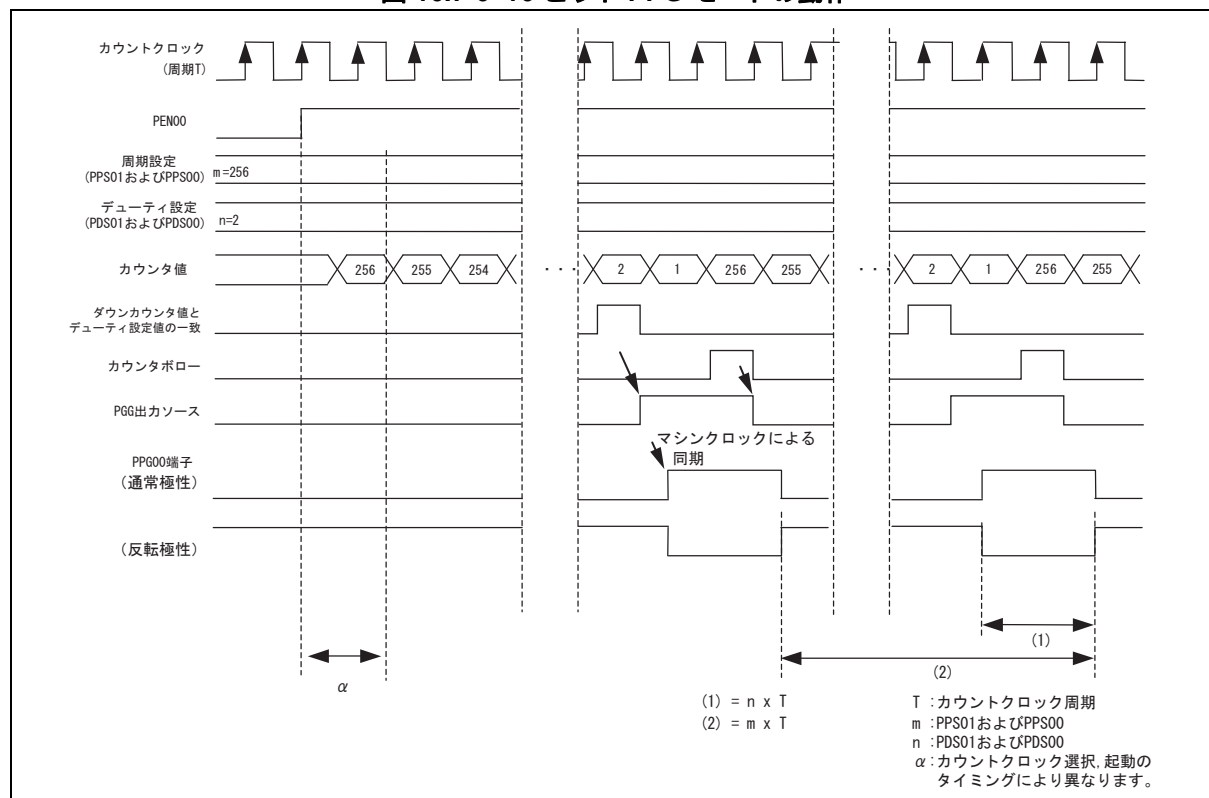 カウントクロック
(周期T)
PEN00
周期設定
(PPS01およびPPS00)
m=256
デューティ設定
(PDS01およびPDS00)
n=2
カウンタ値
256
255
254
・・・
2
1
256
255
・・・
2
1
256
255
ダウンカウンタ値と
デューティ設定値の一致
カウンタボロー
PGG出力ソース
マシンクロックによる
同期
PPG00端子
(通常極性)
(反転極性)
α
(1)
(2)
(1) = n x T
(2) = m x T
T :カウントクロック周期
m :PPS01およびPPS00
n :PDS01およびPDS00
α:カウントクロック選択, 起動の
タイミングにより異なります。